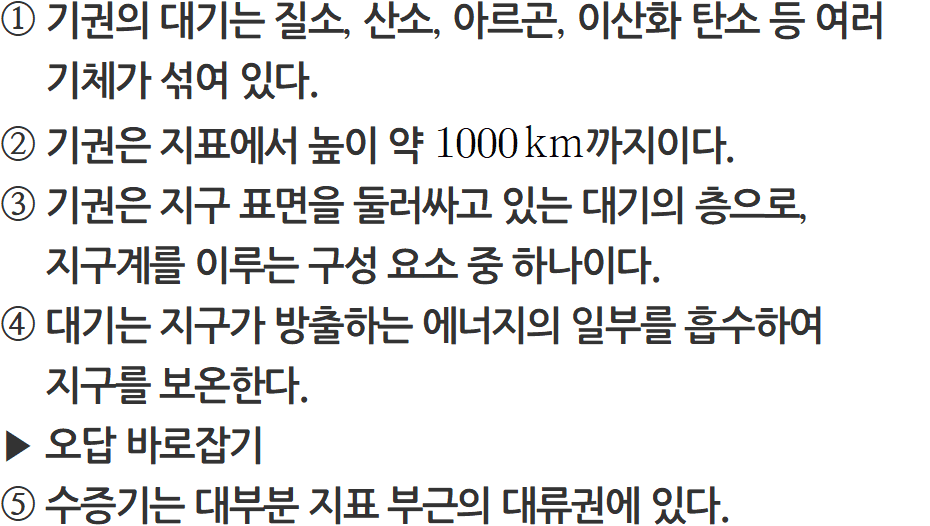 ① 기권의 대기는 질소, 산소, 아르곤, 이산화 탄소 등 여러
기체가 섞여 있다.
② 기권은 지표에서 높이 약 1000 km까지이다.
③ 기권은 지구 표면을 둘러싸고 있는 대기의 층으로,
지구계를 이루는 구성 요소 중 하나이다.
④ 대기는 지구가 방출하는 에너지의 일부를 흡수하여
지구를 보온한다.
▶ 오답 바로잡기
⑤ 수증기는 대부분 지표 부근의 대류권에 있다.